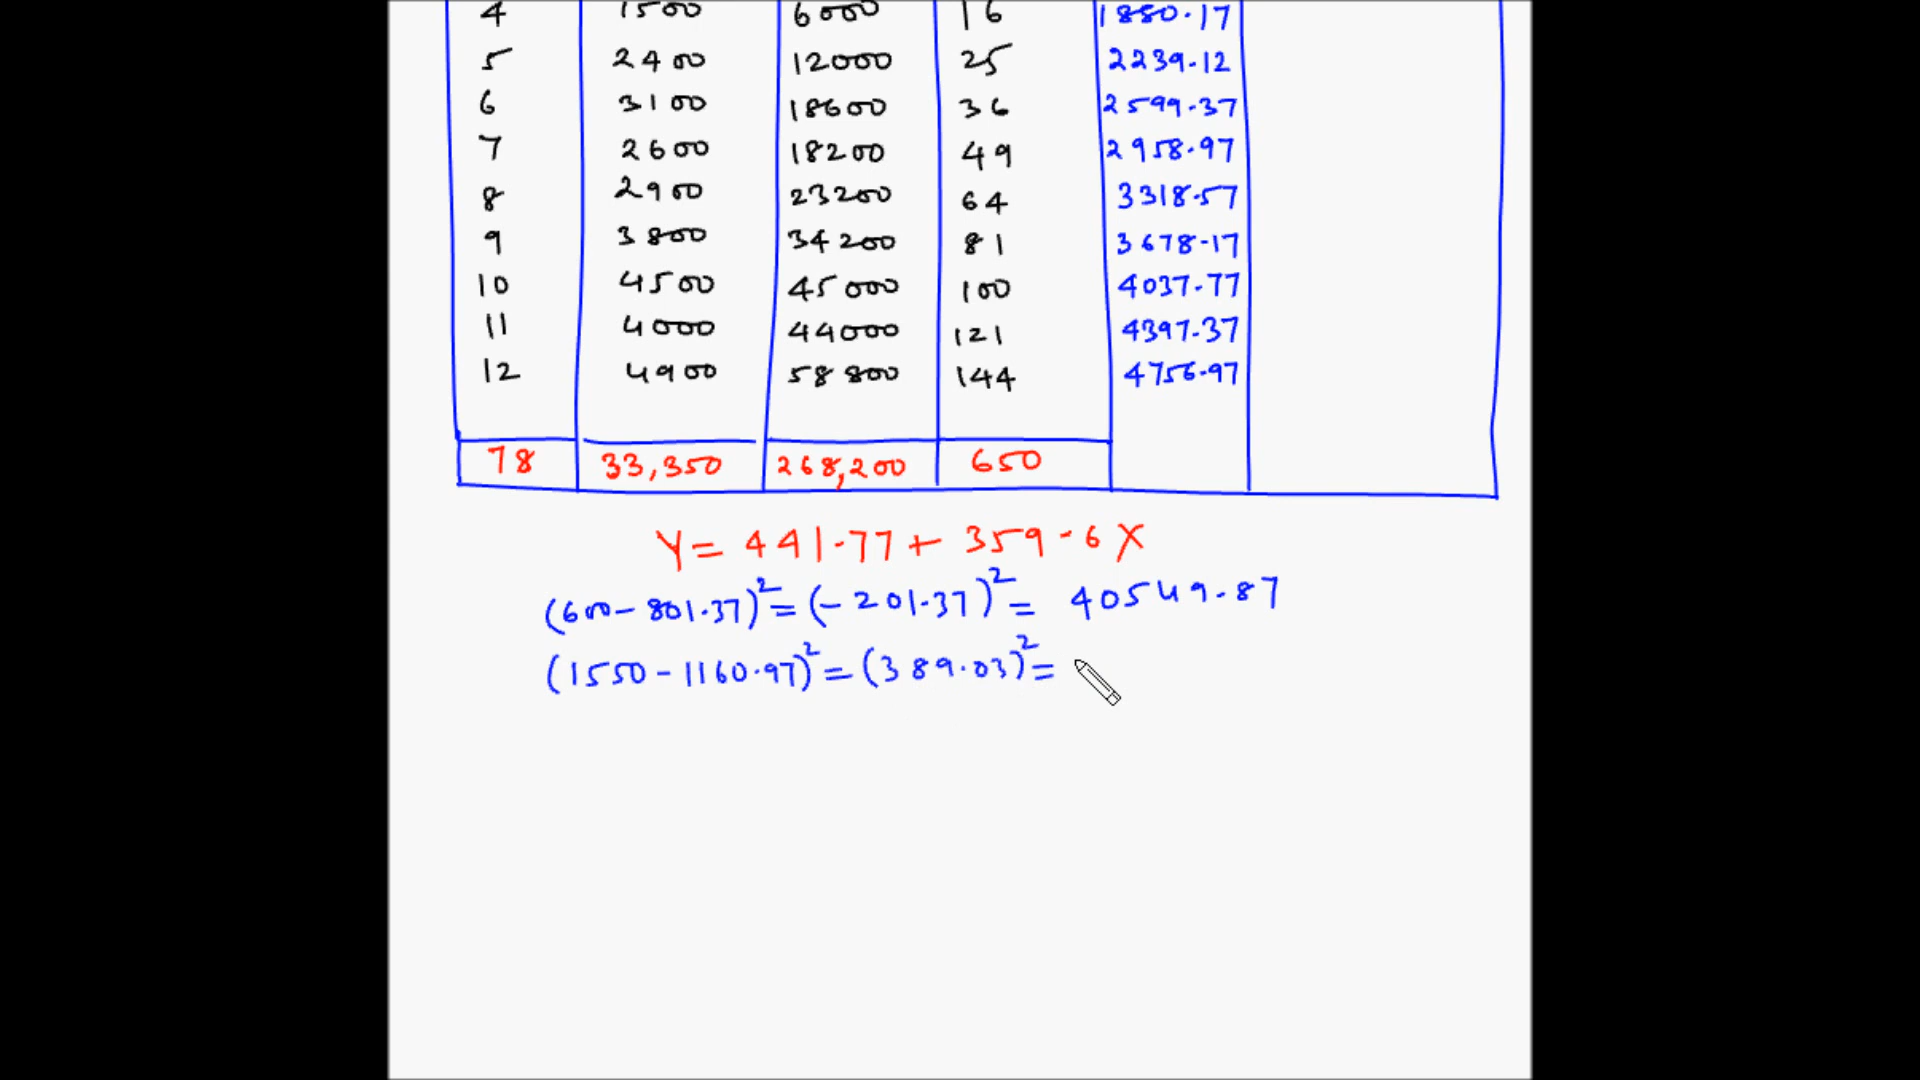 4 1500 6000 16 1880.17
5 2400 12000 25 2239.12
6 3100 18600 36 2599.37
7 2600 18200 49 2958.97
8 2900 23200 64 3318.57
9 3800 34200 81 3678.17
10 4500 45000 100 4037.77
11 4000 44000 121 4397.37
12 4900 58800 144 4756.97
78 33,350 268,200 650
Y = 441.77 + 359.6 X
(600 - 801.37)² = (-201.37)² = 40549.87
(1550 - 1160.97)² = (389.03)² =